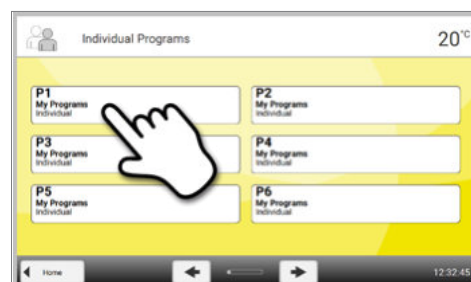 Individual Programs
20°C
P1
My Programs
Individual
P2
My Programs
Individual
P3
My Programs
Individual
P4
My Programs
Individual
P5
My Programs
Individual
P6
My Programs
Individual
Home
12:32:45